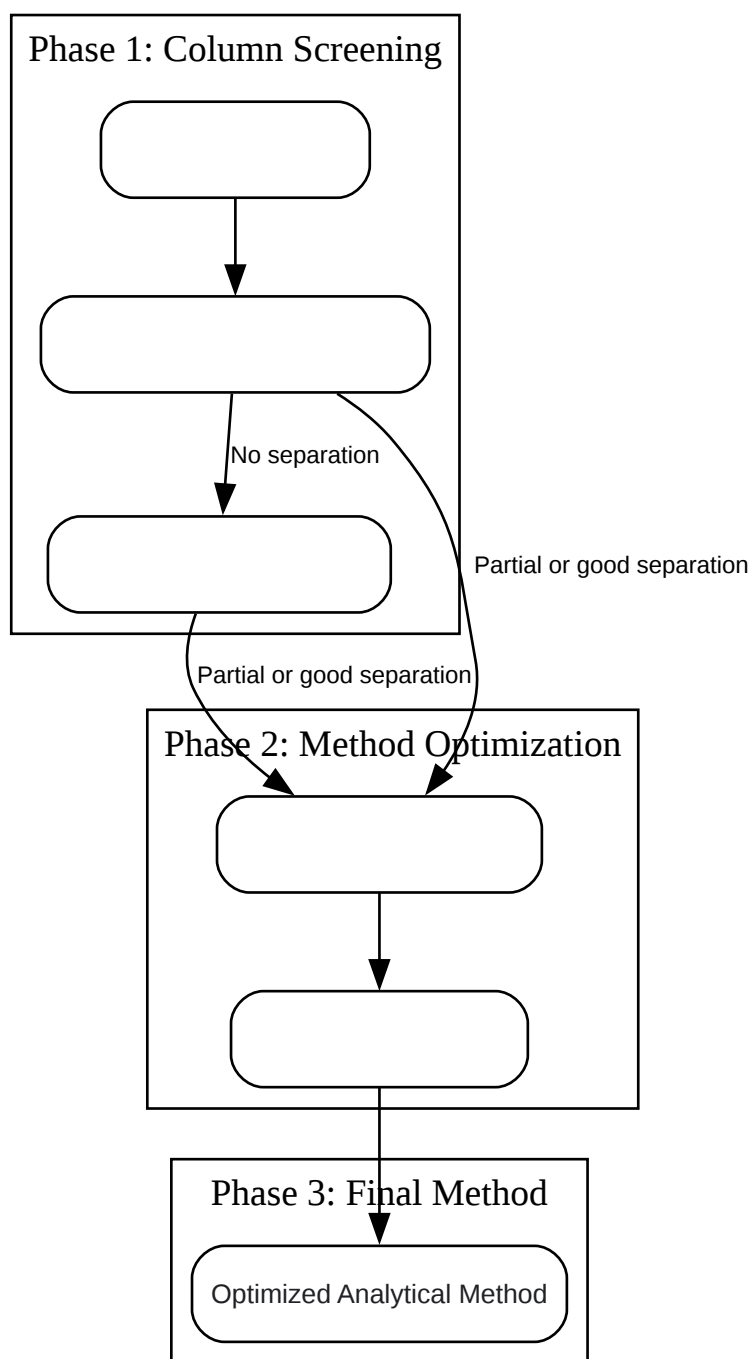 Phase 1: Column Screening
No separation
Partial or good separation
Partial or good separation
Phase 2: Method Optimization
Phase 3: Final Method
Optimized Analytical Method